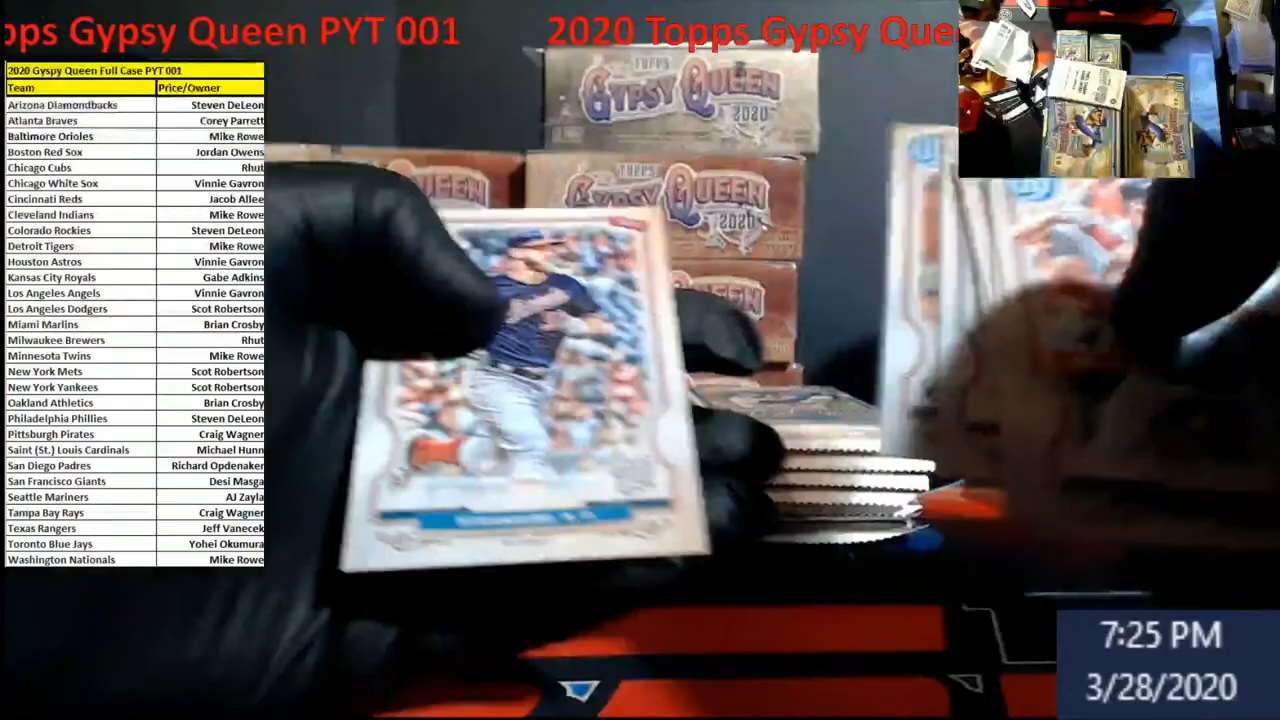 pps Gypsy Queen PYT 001
2020 Topps Gypsy Que
2020 Gyspy Queen Full Case PYT 001
Team Price/Owner
Arizona Diamondbacks Steven DeLeon
Atlanta Braves Corey Parrett
Baltimore Orioles Mike Rowe
Boston Red Sox Jordan Owens
Chicago Cubs Rhut
Chicago White Sox Vinnie Gavron
Cincinnati Reds Jacob Allee
Cleveland Indians Mike Rowe
Colorado Rockies Steven DeLeon
Detroit Tigers Mike Rowe
Houston Astros Vinnie Gavron
Kansas City Royals Gabe Adkins
Los Angeles Angels Vinnie Gavron
Los Angeles Dodgers Scot Robertson
Miami Marlins Brian Crosby
Milwaukee Brewers Rhut
Minnesota Twins Mike Rowe
New York Mets Scot Robertson
New York Yankees Scot Robertson
Oakland Athletics Brian Crosby
Philadelphia Phillies Steven DeLeon
Pittsburgh Pirates Craig Wagner
Saint (St.) Louis Cardinals Michael Hunn
San Diego Padres Richard Opdenaker
San Francisco Giants Desi Masga
Seattle Mariners AJ Zayla
Tampa Bay Rays Craig Wagner
Texas Rangers Jeff Vanecek
Toronto Blue Jays Yohei Okumura
Washington Nationals Mike Rowe
TOPPS
GYPSY QUEEN
2020
TOPPS
GYPSY QUEEN
2020
QUEEN
7:25 PM
3/28/2020